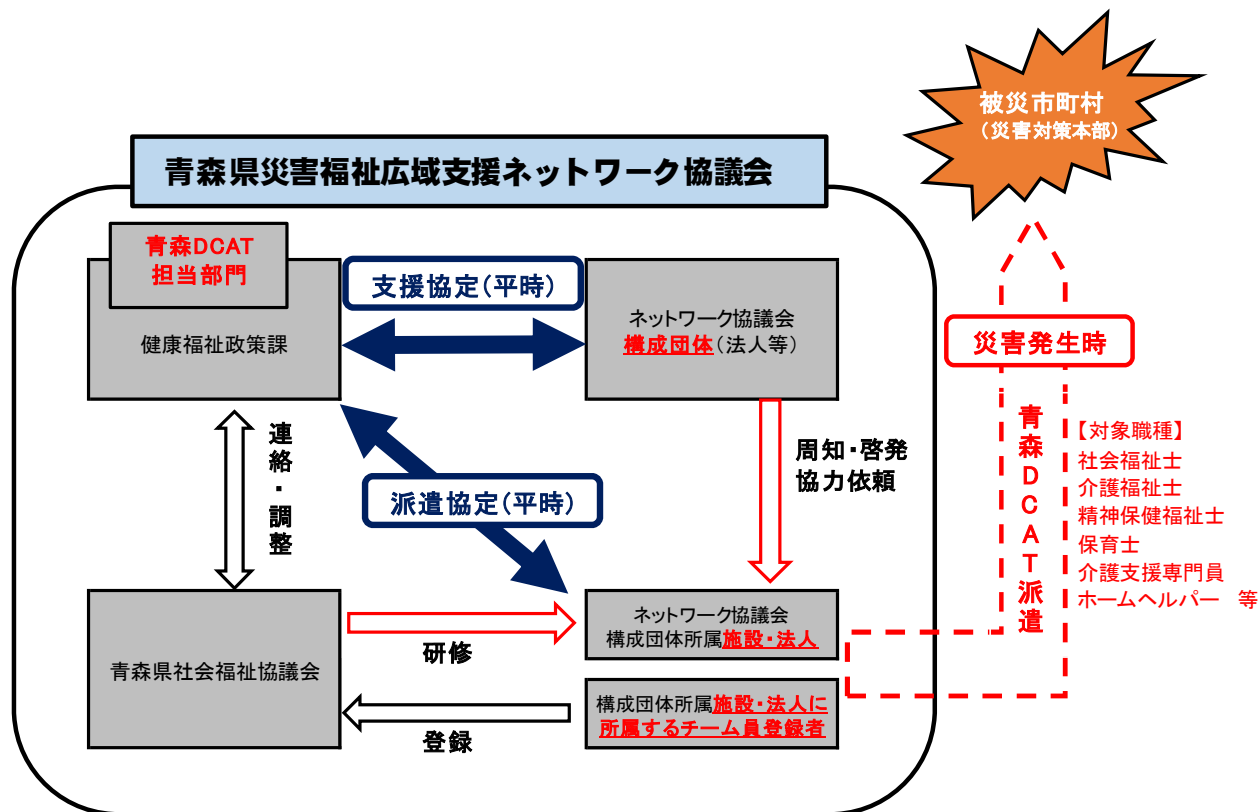 被災市町村
（災害対策本部）
青森県災害福祉広域支援ネットワーク協議会
青森DCAT
担当部門
健康福祉政策課
支援協定（平時）
ネットワーク協議会
構成団体（法人等）
災害発生時
連絡・調整
派遣協定（平時）
周知・啓発
協力依頼
青森DCAT派遣
【対象職種】
社会福祉士
介護福祉士
精神保健福祉士
保育士
介護支援専門員
ホームヘルパー　等
青森県社会福祉協議会
研修
ネットワーク協議会
構成団体所属施設・法人
登録
構成団体所属施設・法人に
所属するチーム員登録者